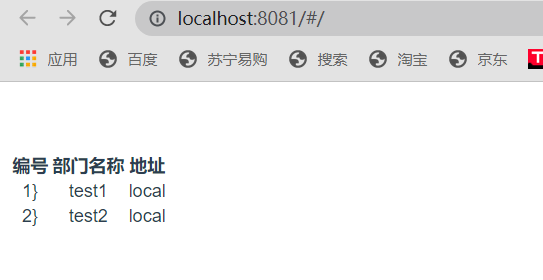 localhost:8081/#/
应用 百度 苏宁易购 搜索 淘宝 京东 T
编号 部门名称 地址
1} test1 local
2} test2 local